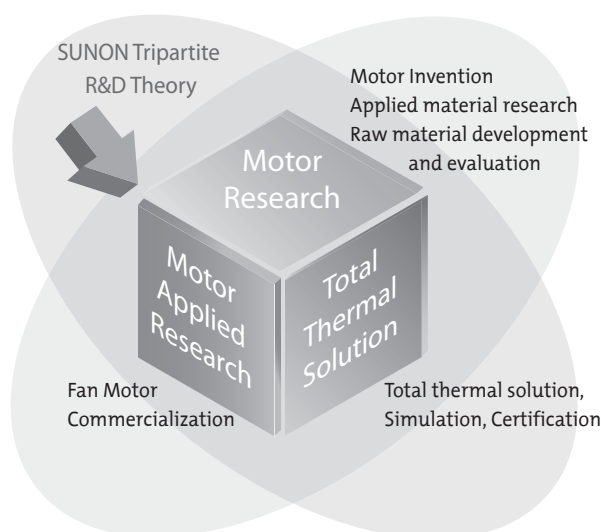 SUNON Tripartite
R&D Theory
Motor Invention
Applied material research
Raw material development
and evaluation
Motor
Research
Motor
Applied
Research
Total
Thermal
Solution
Fan Motor
Commercialization
Total thermal solution,
Simulation, Certification